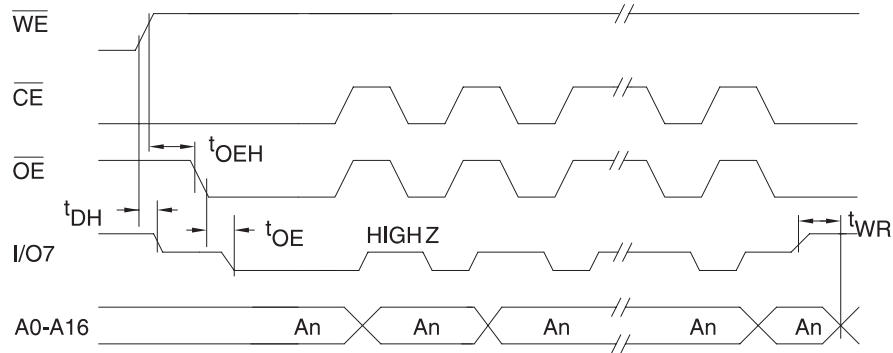 WE
CE
tOEH
OE
tDH
tOE
HIGH Z
tWR
I/O7
A0-A16
An An An An An